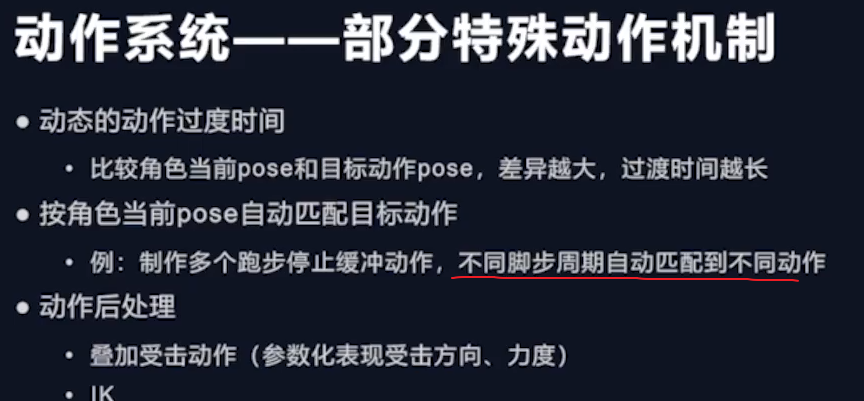 动作系统——部分特殊动作机制
● 动态的动作过度时间
• 比较角色当前pose和目标动作pose，差异越大，过渡时间越长
● 按角色当前pose自动匹配目标动作
• 例：制作多个跑步停止缓冲动作，不同脚步周期自动匹配到不同动作
● 动作后处理
• 叠加受击动作（参数化表现受击方向、力度）
• IK